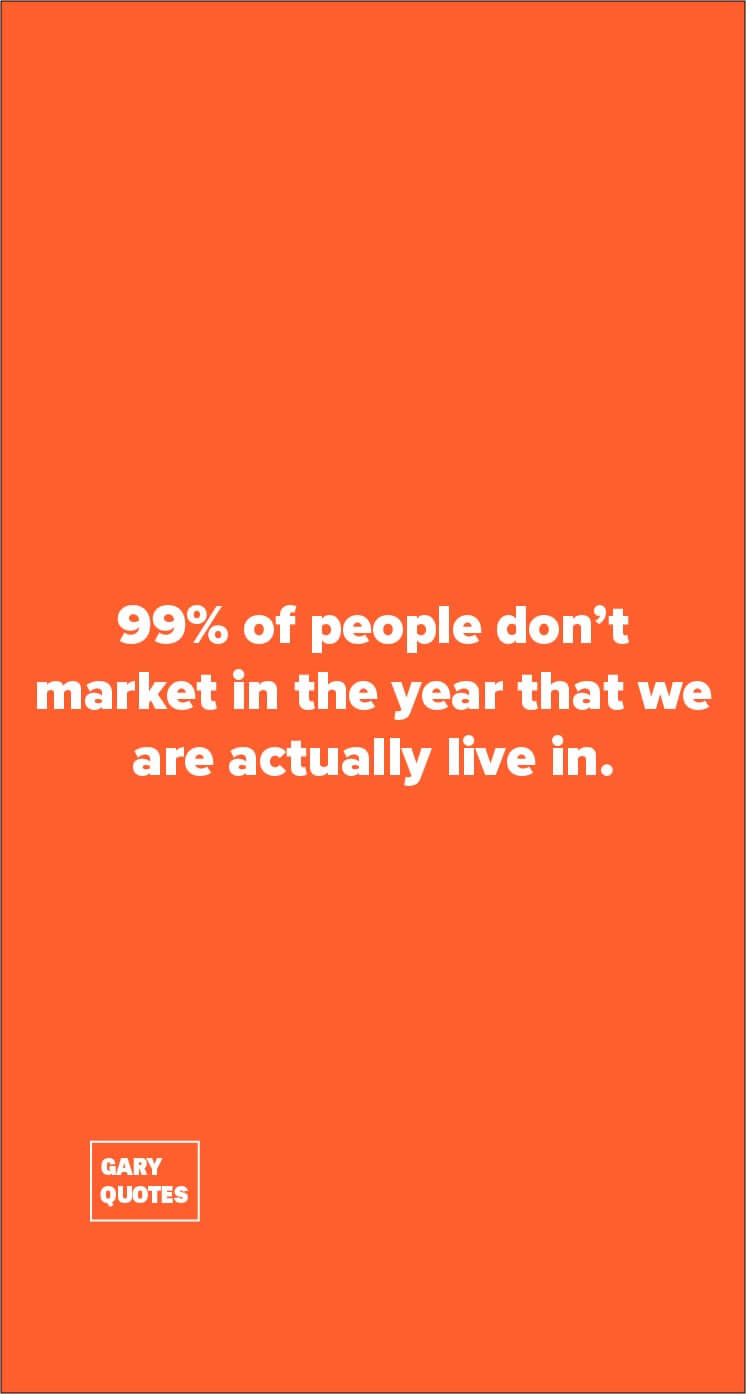 99% of people don’t
market in the year that we
are actually live in.
GARY
QUOTES